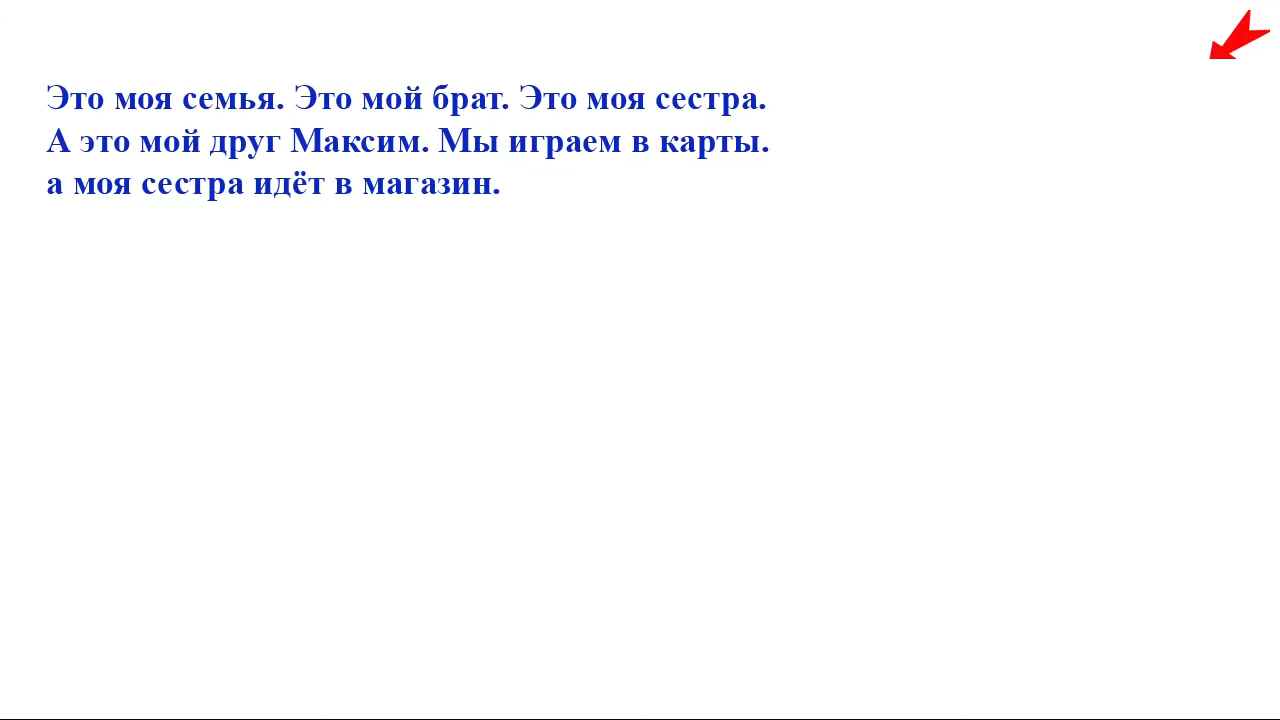 Это моя семья. Это мой брат. Это моя сестра.
А это мой друг Максим. Мы играем в карты.
а моя сестра идёт в магазин.